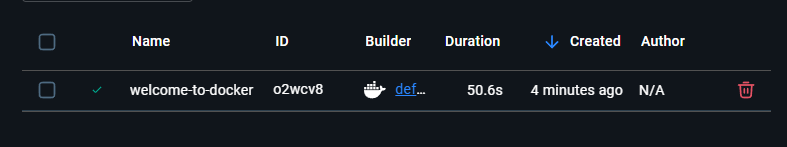 Name ID Builder Duration Created Author
welcome-to-docker o2wcv8 def... 50.6s 4 minutes ago N/A